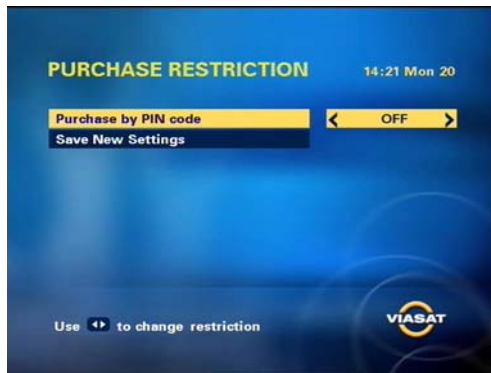 PURCHASE RESTRICTION 14:21 Mon 20
Purchase by PIN code OFF
Save New Settings
Use to change restriction
VIASAT